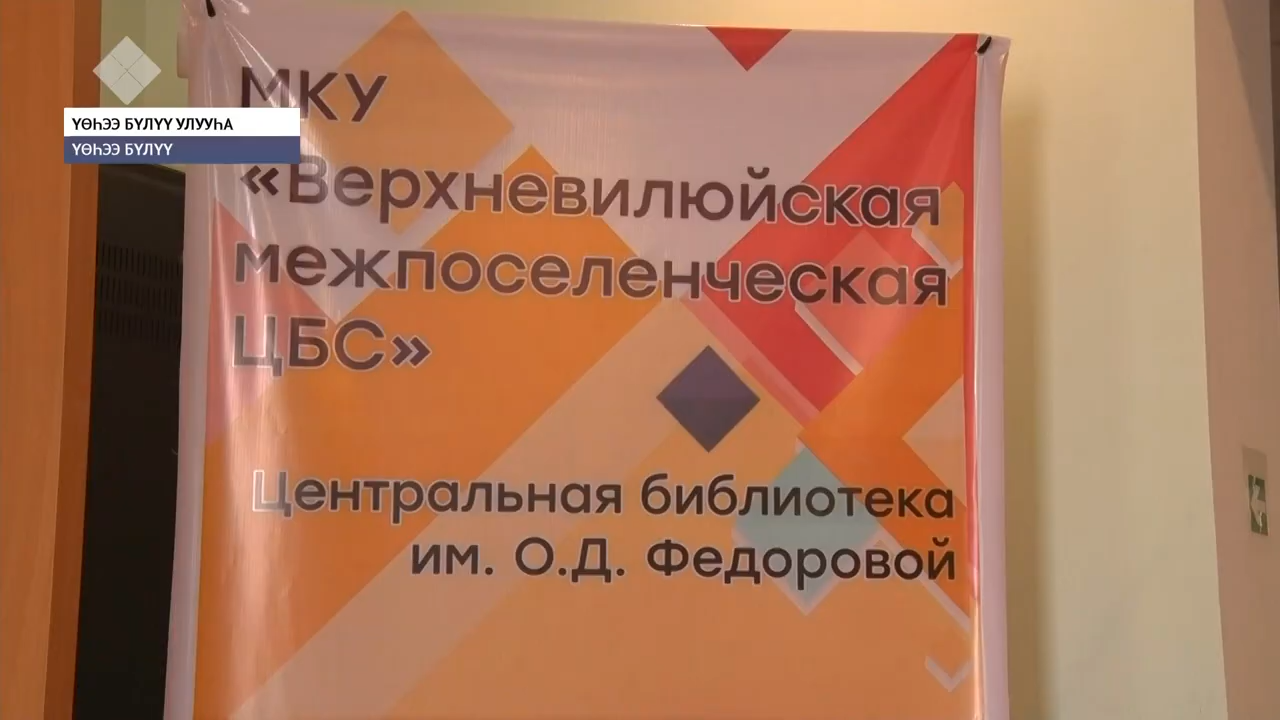 ҮӨҺЭЭ БҮЛҮҮ УЛУУҺА
ҮӨҺЭЭ БҮЛҮҮ
МКУ
«Верхневилюйская
межпоселенческая
ЦБС»
Центральная библиотека
им. О.Д. Федоровой